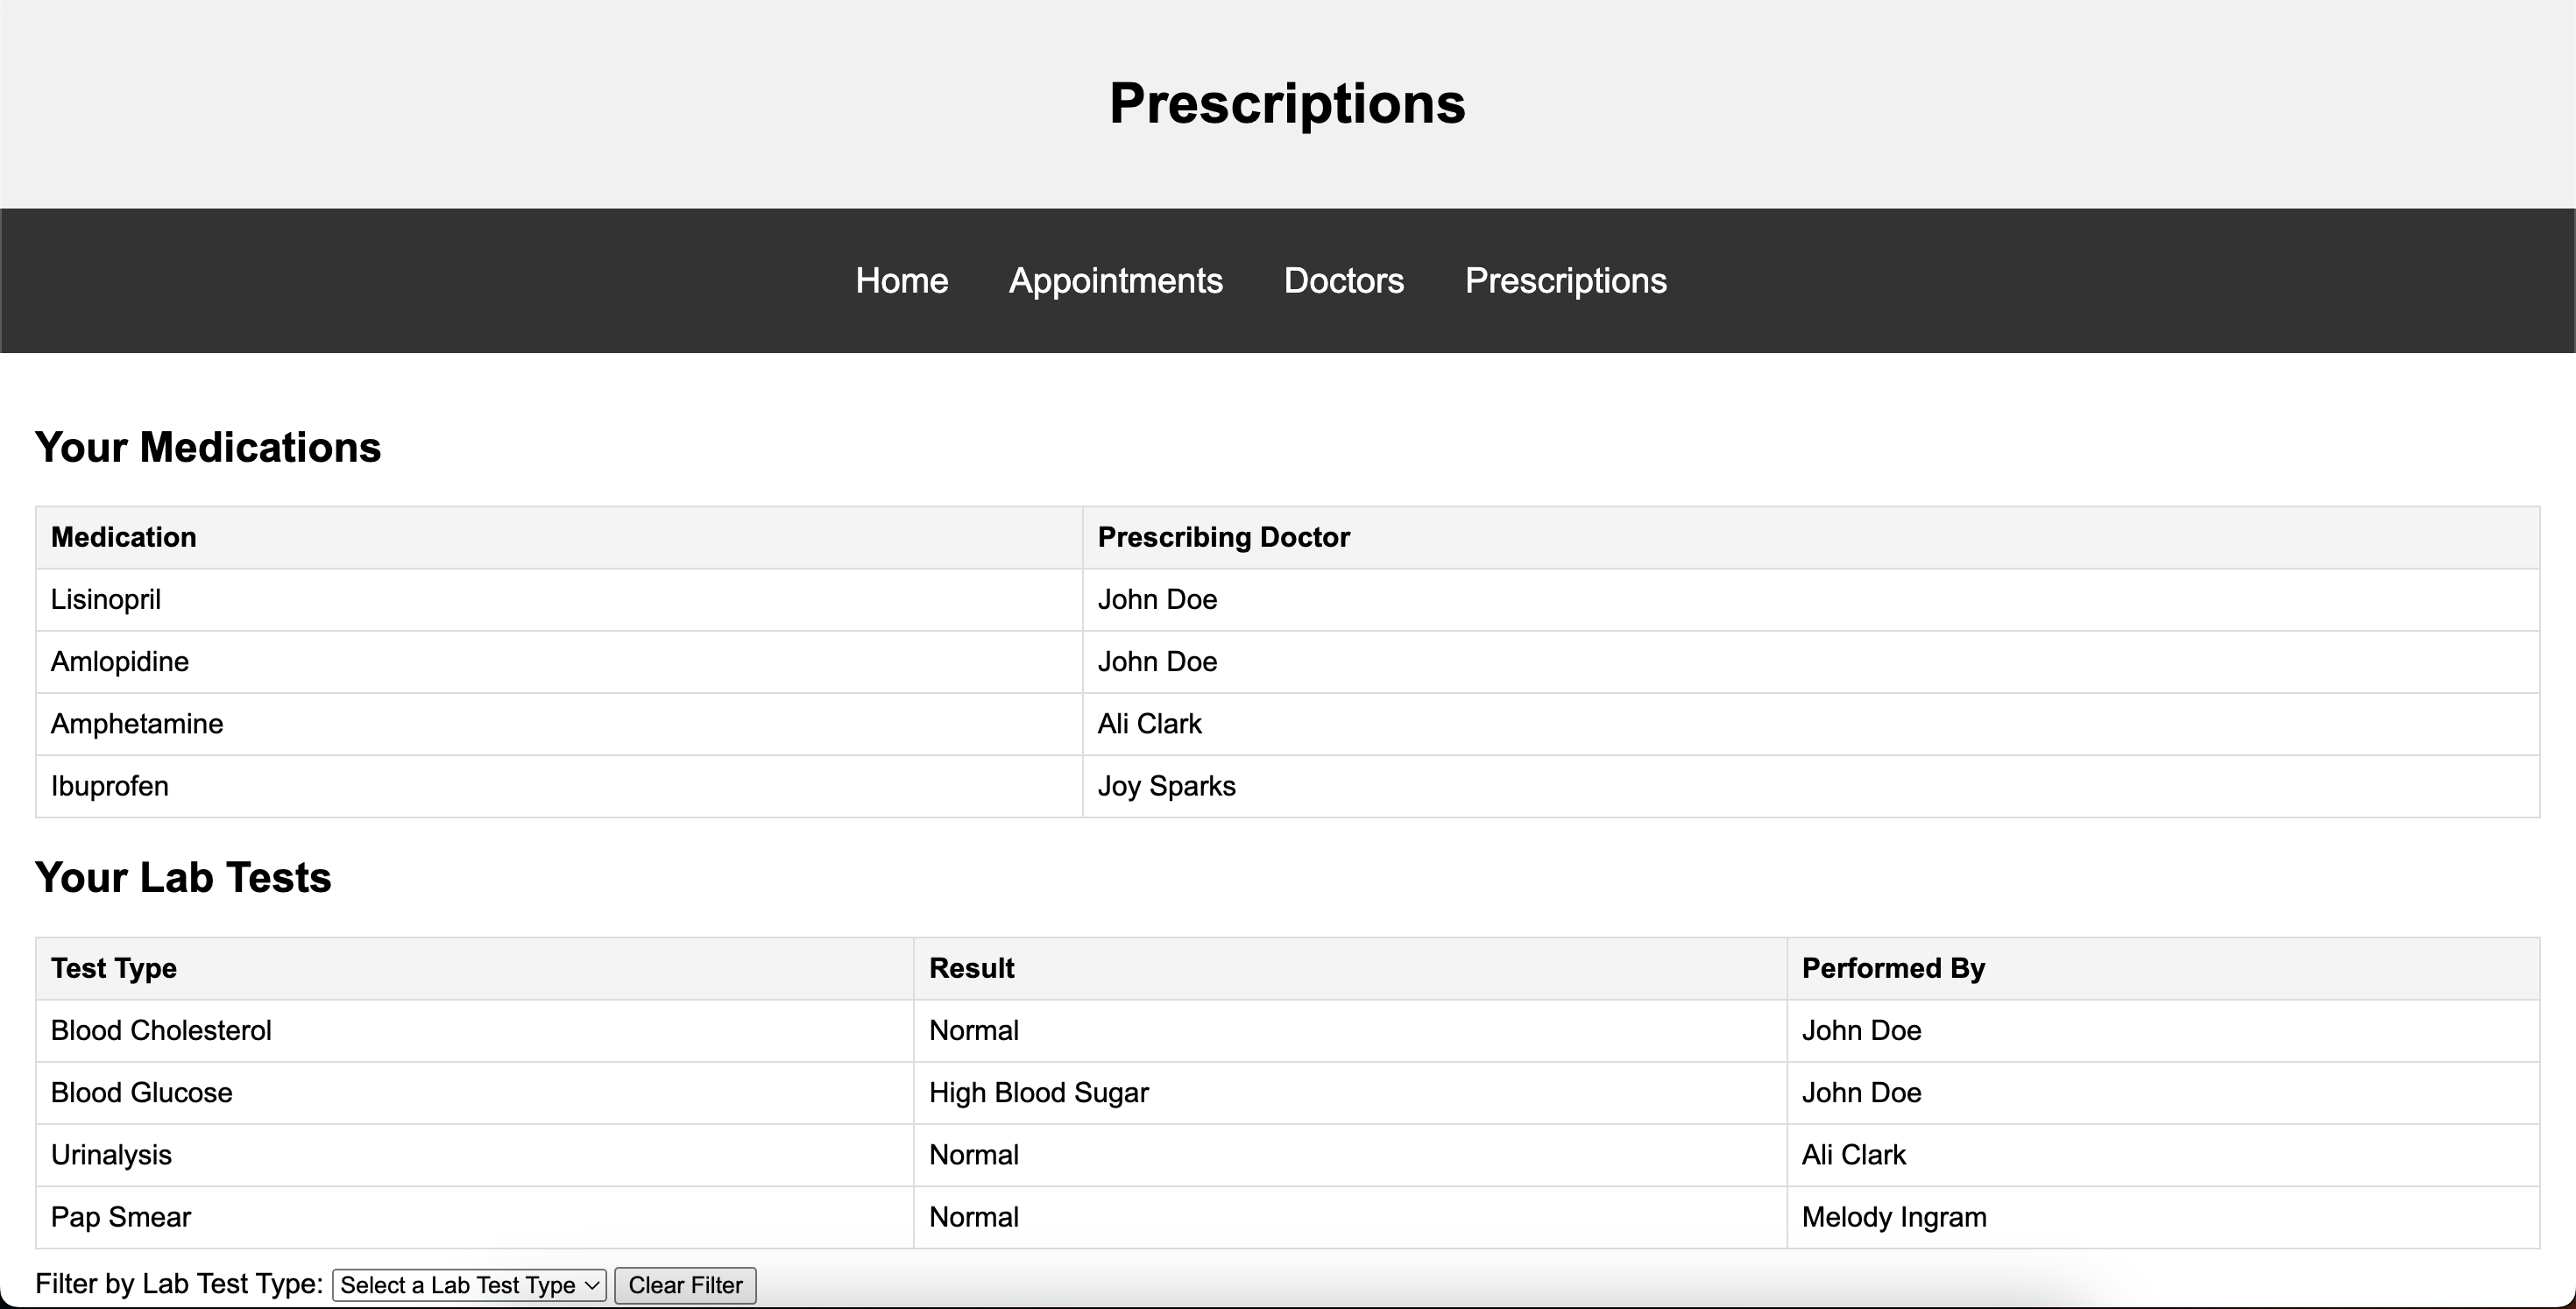 Prescriptions
Home Appointments Doctors Prescriptions
Your Medications
Medication Prescribing Doctor
Lisinopril John Doe
Amlopidine John Doe
Amphetamine Ali Clark
Ibuprofen Joy Sparks
Your Lab Tests
Test Type Result Performed By
Blood Cholesterol Normal John Doe
Blood Glucose High Blood Sugar John Doe
Urinalysis Normal Ali Clark
Pap Smear Normal Melody Ingram
Filter by Lab Test Type: Select a Lab Test Type Clear Filter